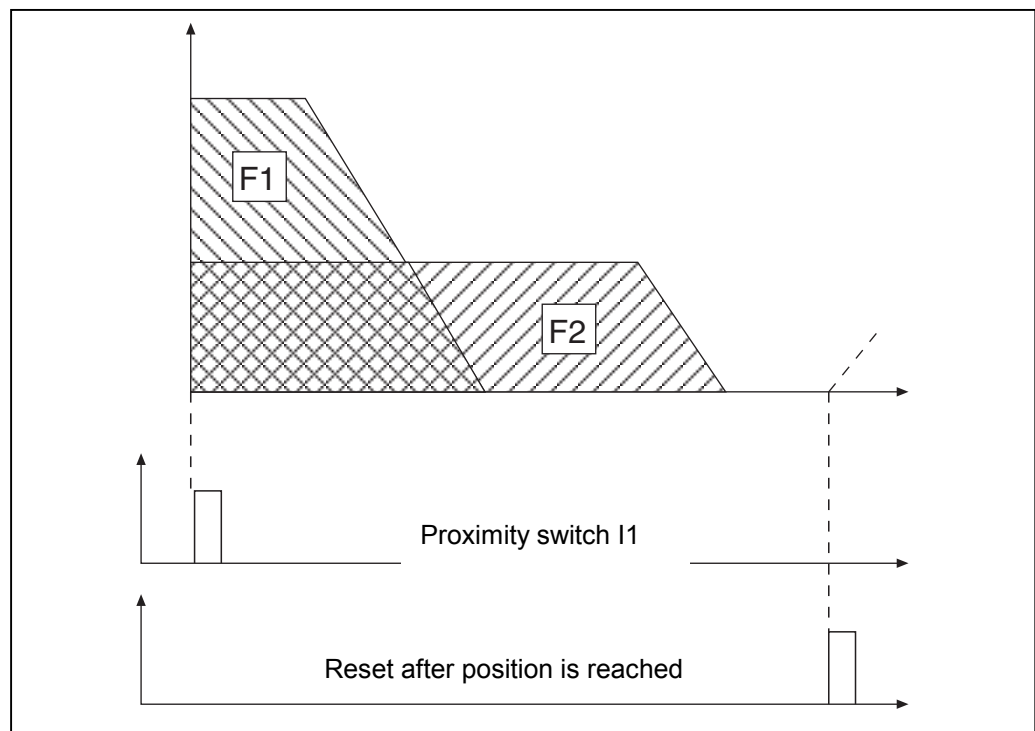 F1
F2
Proximity switch I1
Reset after position is reached